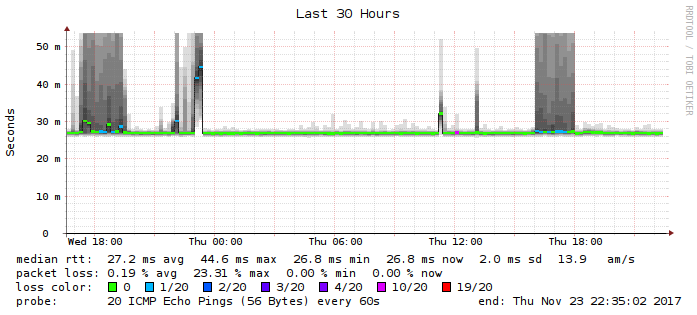 Last 30 Hours
RRDTOOL / TOBI OETIKER
Seconds
50 m
40 m
30 m
20 m
10 m
0
Wed 18:00 Thu 00:00 Thu 06:00 Thu 12:00 Thu 18:00
median rtt: 27.2 ms avg 44.6 ms max 26.8 ms min 26.8 ms now 2.0 ms sd 13.9 am/s
packet loss: 0.19 % avg 23.31 % max 0.00 % min 0.00 % now
loss color: 0 1/20 2/20 3/20 4/20 10/20 19/20
probe: 20 ICMP Echo Pings (56 Bytes) every 60s end: Thu Nov 23 22:35:02 2017